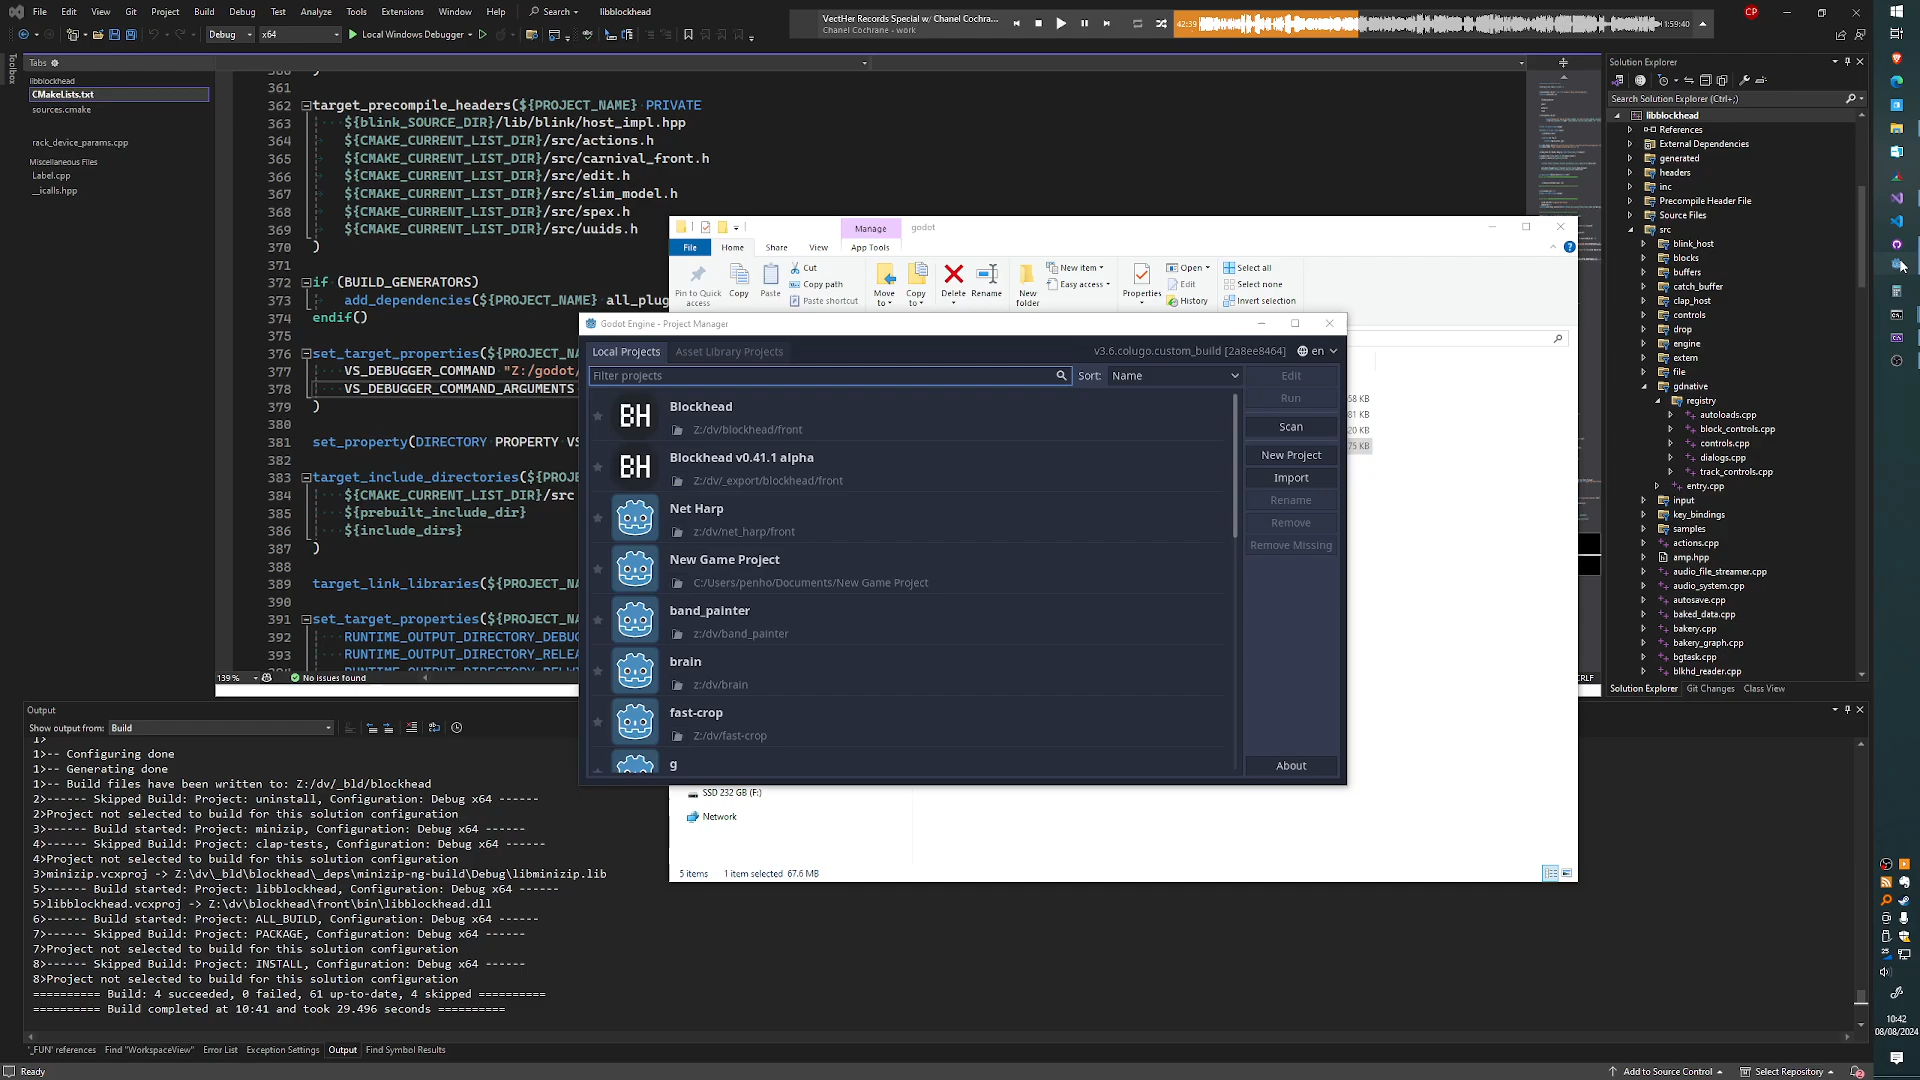 File Edit View Git Project Build Debug Test Analyze Tools Extensions Window Help Search libblockhead
VectHer Records Special w/ Chanel Cochra...
Chanel Cochrane - work
42:39
1:59:40
CP
Debug x64 Local Windows Debugger
Toolbox
Tabs
libblockhead
CMakeLists.txt
sources.cmake
rack_device_params.cpp
Miscellaneous Files
Label.cpp
__icalls.hpp
361
362 target_precompile_headers(${PROJECT_NAME} PRIVATE
363 ${blink_SOURCE_DIR}/lib/blink/host_impl.hpp
364 ${CMAKE_CURRENT_LIST_DIR}/src/actions.h
365 ${CMAKE_CURRENT_LIST_DIR}/src/carnival_front.h
366 ${CMAKE_CURRENT_LIST_DIR}/src/edit.h
367 ${CMAKE_CURRENT_LIST_DIR}/src/slim_model.h
368 ${CMAKE_CURRENT_LIST_DIR}/src/spex.h
369 ${CMAKE_CURRENT_LIST_DIR}/src/uuids.h
370 )
371
372 if (BUILD_GENERATORS)
373 add_dependencies(${PROJECT_NAME} all_plug
374 endif()
375
376 set_target_properties(${PROJECT_NA
377 VS_DEBUGGER_COMMAND "Z:/godot/
378 VS_DEBUGGER_COMMAND_ARGUMENTS
379 )
380
381 set_property(DIRECTORY PROPERTY VS
382
383 target_include_directories(${PROJE
384 ${CMAKE_CURRENT_LIST_DIR}/src
385 ${prebuilt_include_dir}
386 ${include_dirs}
387 )
388
389 target_link_libraries(${PROJECT_NA
390
391 set_target_properties(${PROJECT_NA
392 RUNTIME_OUTPUT_DIRECTORY_DEBUG
393 RUNTIME_OUTPUT_DIRECTORY_RELEA
139 % No issues found
CRLF
Manage godot
File Home Share View App Tools
Pin to Quick access
Copy
Paste
Cut
Copy path
Paste shortcut
Move to
Copy to
Delete
Rename
New folder
New item
Easy access
Properties
Open
Edit
History
Select all
Select none
Invert selection
58 KB
81 KB
20 KB
75 KB
SSD 232 GB (F:)
Network
5 items 1 item selected 67.6 MB
Godot Engine - Project Manager
Local Projects Asset Library Projects v3.6.colugo.custom_build [2a8ee8464] en
Filter projects Sort: Name
BH Blockhead
Z:/dv/blockhead/front
BH Blockhead v0.41.1 alpha
Z:/dv/_export/blockhead/front
Net Harp
z:/dv/net_harp/front
New Game Project
C:/Users/penho/Documents/New Game Project
band_painter
z:/dv/band_painter
brain
z:/dv/brain
fast-crop
Z:/dv/fast-crop
g
Edit
Run
Scan
New Project
Import
Rename
Remove
Remove Missing
About
Solution Explorer
Search Solution Explorer (Ctrl+;)
libblockhead
References
External Dependencies
generated
headers
inc
Precompile Header File
Source Files
src
blink_host
blocks
buffers
catch_buffer
clap_host
controls
drop
engine
extern
file
gdnative
registry
autoloads.cpp
block_controls.cpp
controls.cpp
dialogs.cpp
track_controls.cpp
entry.cpp
input
key_bindings
samples
actions.cpp
amp.hpp
audio_file_streamer.cpp
audio_system.cpp
autosave.cpp
baked_data.cpp
bakery.cpp
bakery_graph.cpp
bgtask.cpp
blkhd_reader.cpp
Solution Explorer Git Changes Class View
Output
Show output from: Build
1>-- Configuring done
1>-- Generating done
1>-- Build files have been written to: Z:/dv/_bld/blockhead
2>------ Skipped Build: Project: uninstall, Configuration: Debug x64 ------
2>Project not selected to build for this solution configuration
3>------ Build started: Project: minizip, Configuration: Debug x64 ------
4>------ Skipped Build: Project: clap-tests, Configuration: Debug x64 ------
4>Project not selected to build for this solution configuration
3>minizip.vcxproj -> Z:\dv\_bld\blockhead\_deps\minizip-ng-build\Debug\libminizip.lib
5>------ Build started: Project: libblockhead, Configuration: Debug x64 ------
5>libblockhead.vcxproj -> Z:\dv\blockhead\front\bin\libblockhead.dll
6>------ Build started: Project: ALL_BUILD, Configuration: Debug x64 ------
7>------ Skipped Build: Project: PACKAGE, Configuration: Debug x64 ------
7>Project not selected to build for this solution configuration
8>------ Skipped Build: Project: INSTALL, Configuration: Debug x64 ------
8>Project not selected to build for this solution configuration
========== Build: 4 succeeded, 0 failed, 61 up-to-date, 4 skipped ==========
========== Build completed at 10:41 and took 29.496 seconds ==========
'_FUN' references Find "WorkspaceView" Error List Exception Settings Output Find Symbol Results
Ready
Add to Source Control Select Repository
10:42
08/08/2024